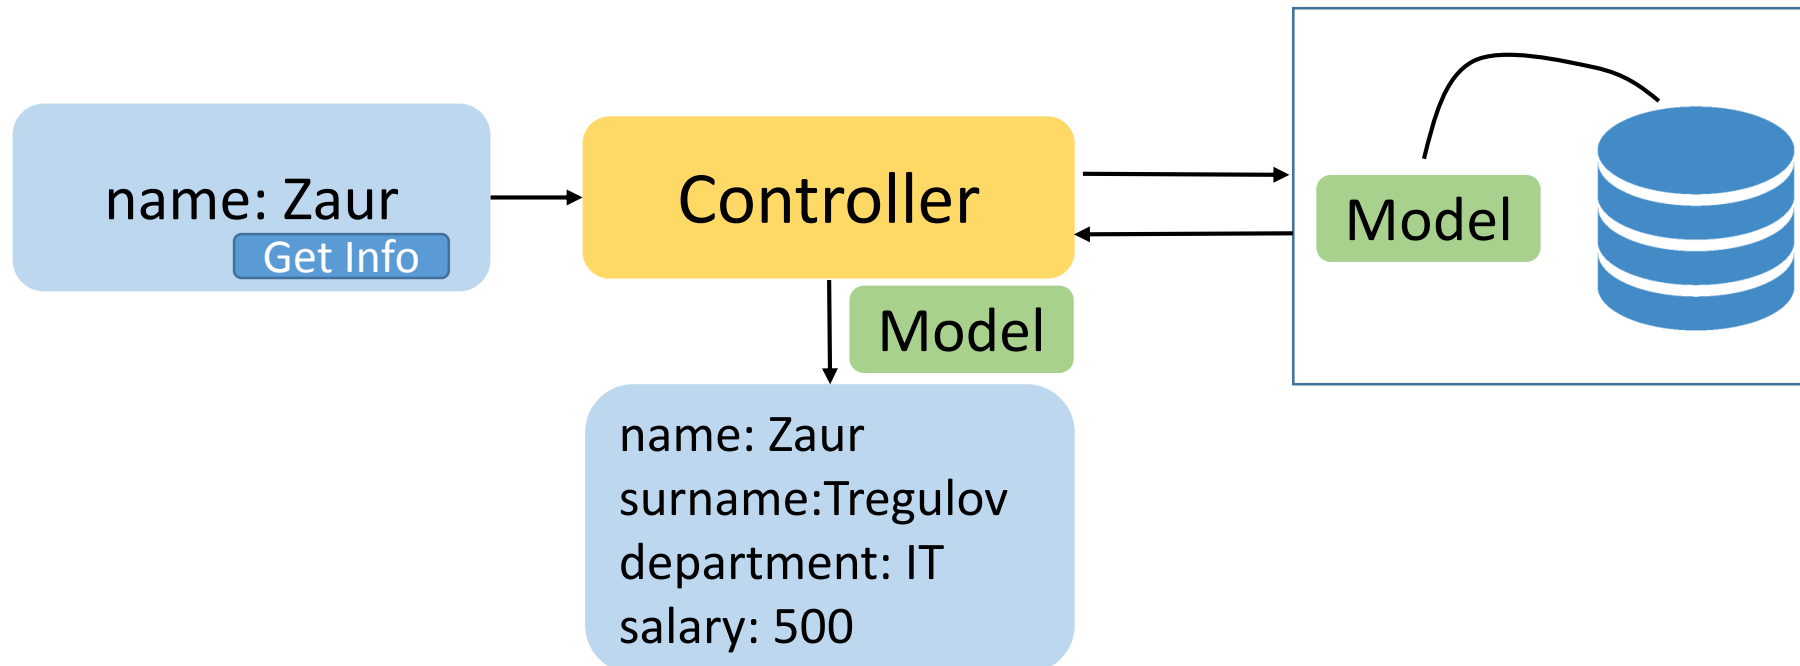 name: Zaur
Get Info
Controller
Model
Model
name: Zaur
surname:Tregulov
department: IT
salary: 500